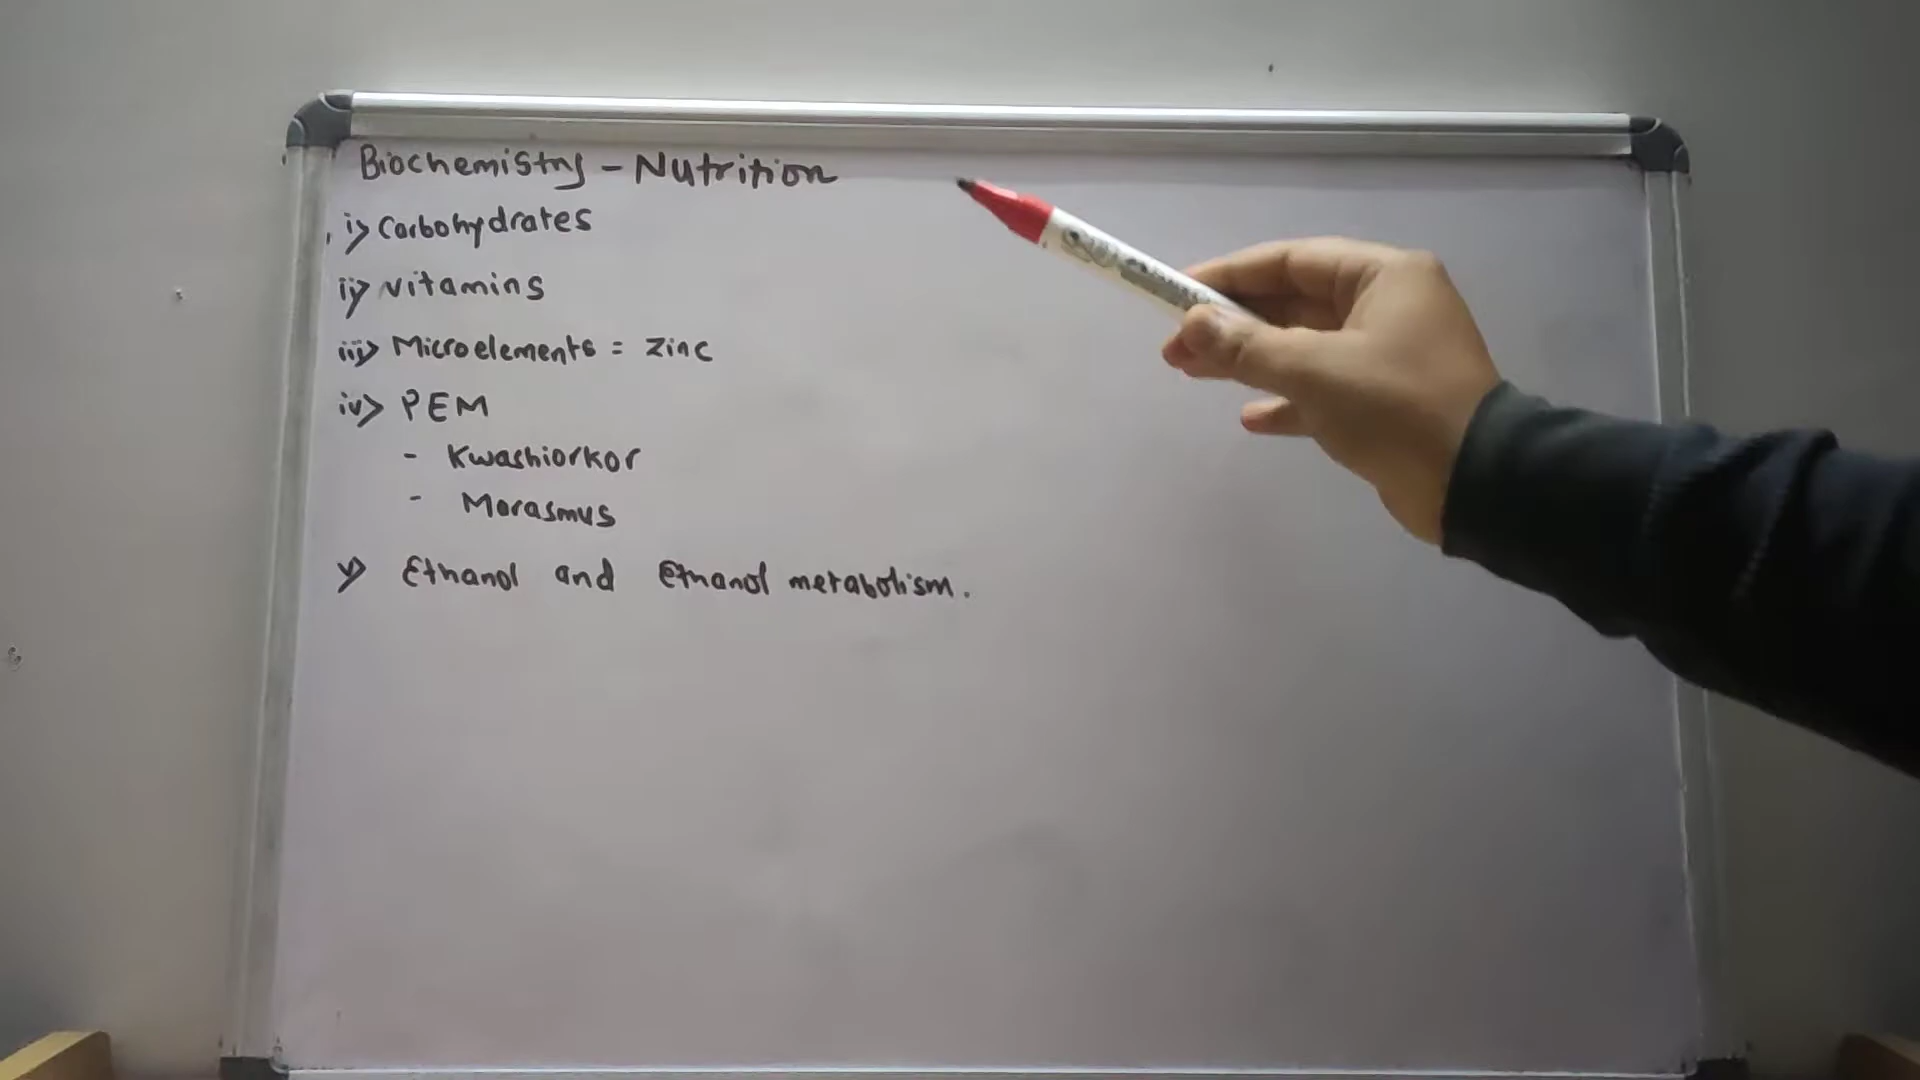 Biochemistry - Nutrition
i> Carbohydrates
ii> vitamins
iii> Microelements = Zinc
iv> PEM
- Kwashiorkor
- Marasmus
v> Ethanol and Ethanol metabolism.